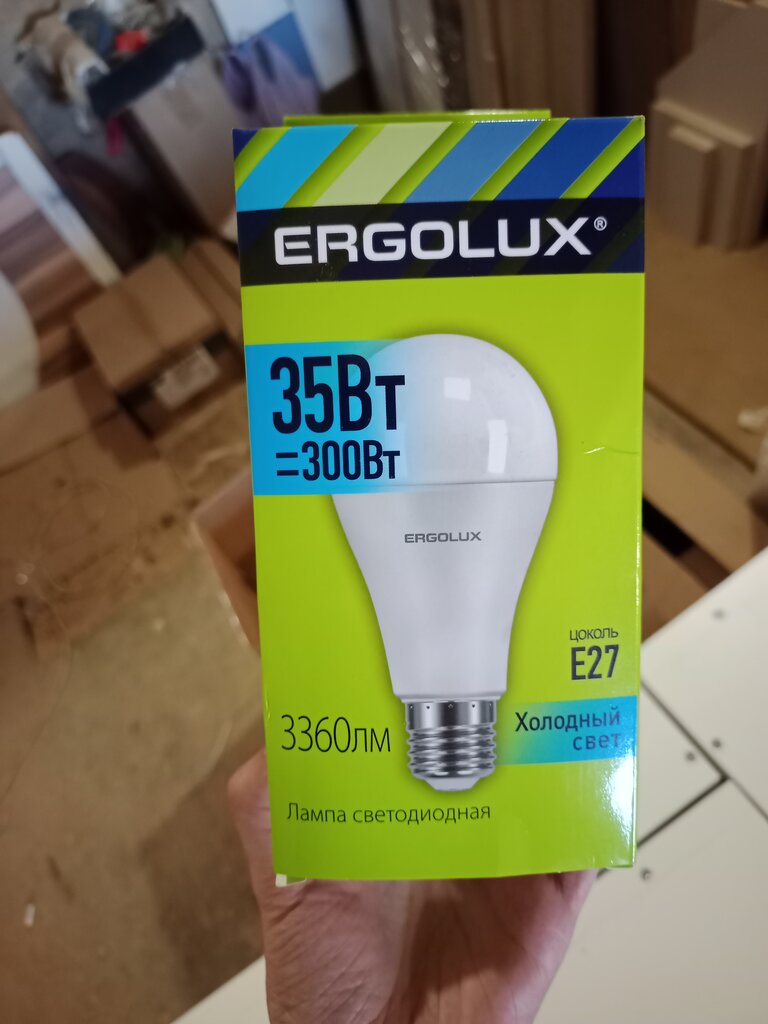 ERGOLUX®
35Вт
=300Вт
ERGOLUX
цоколь
E27
3360лм
Холодный
свет
Лампа светодиодная